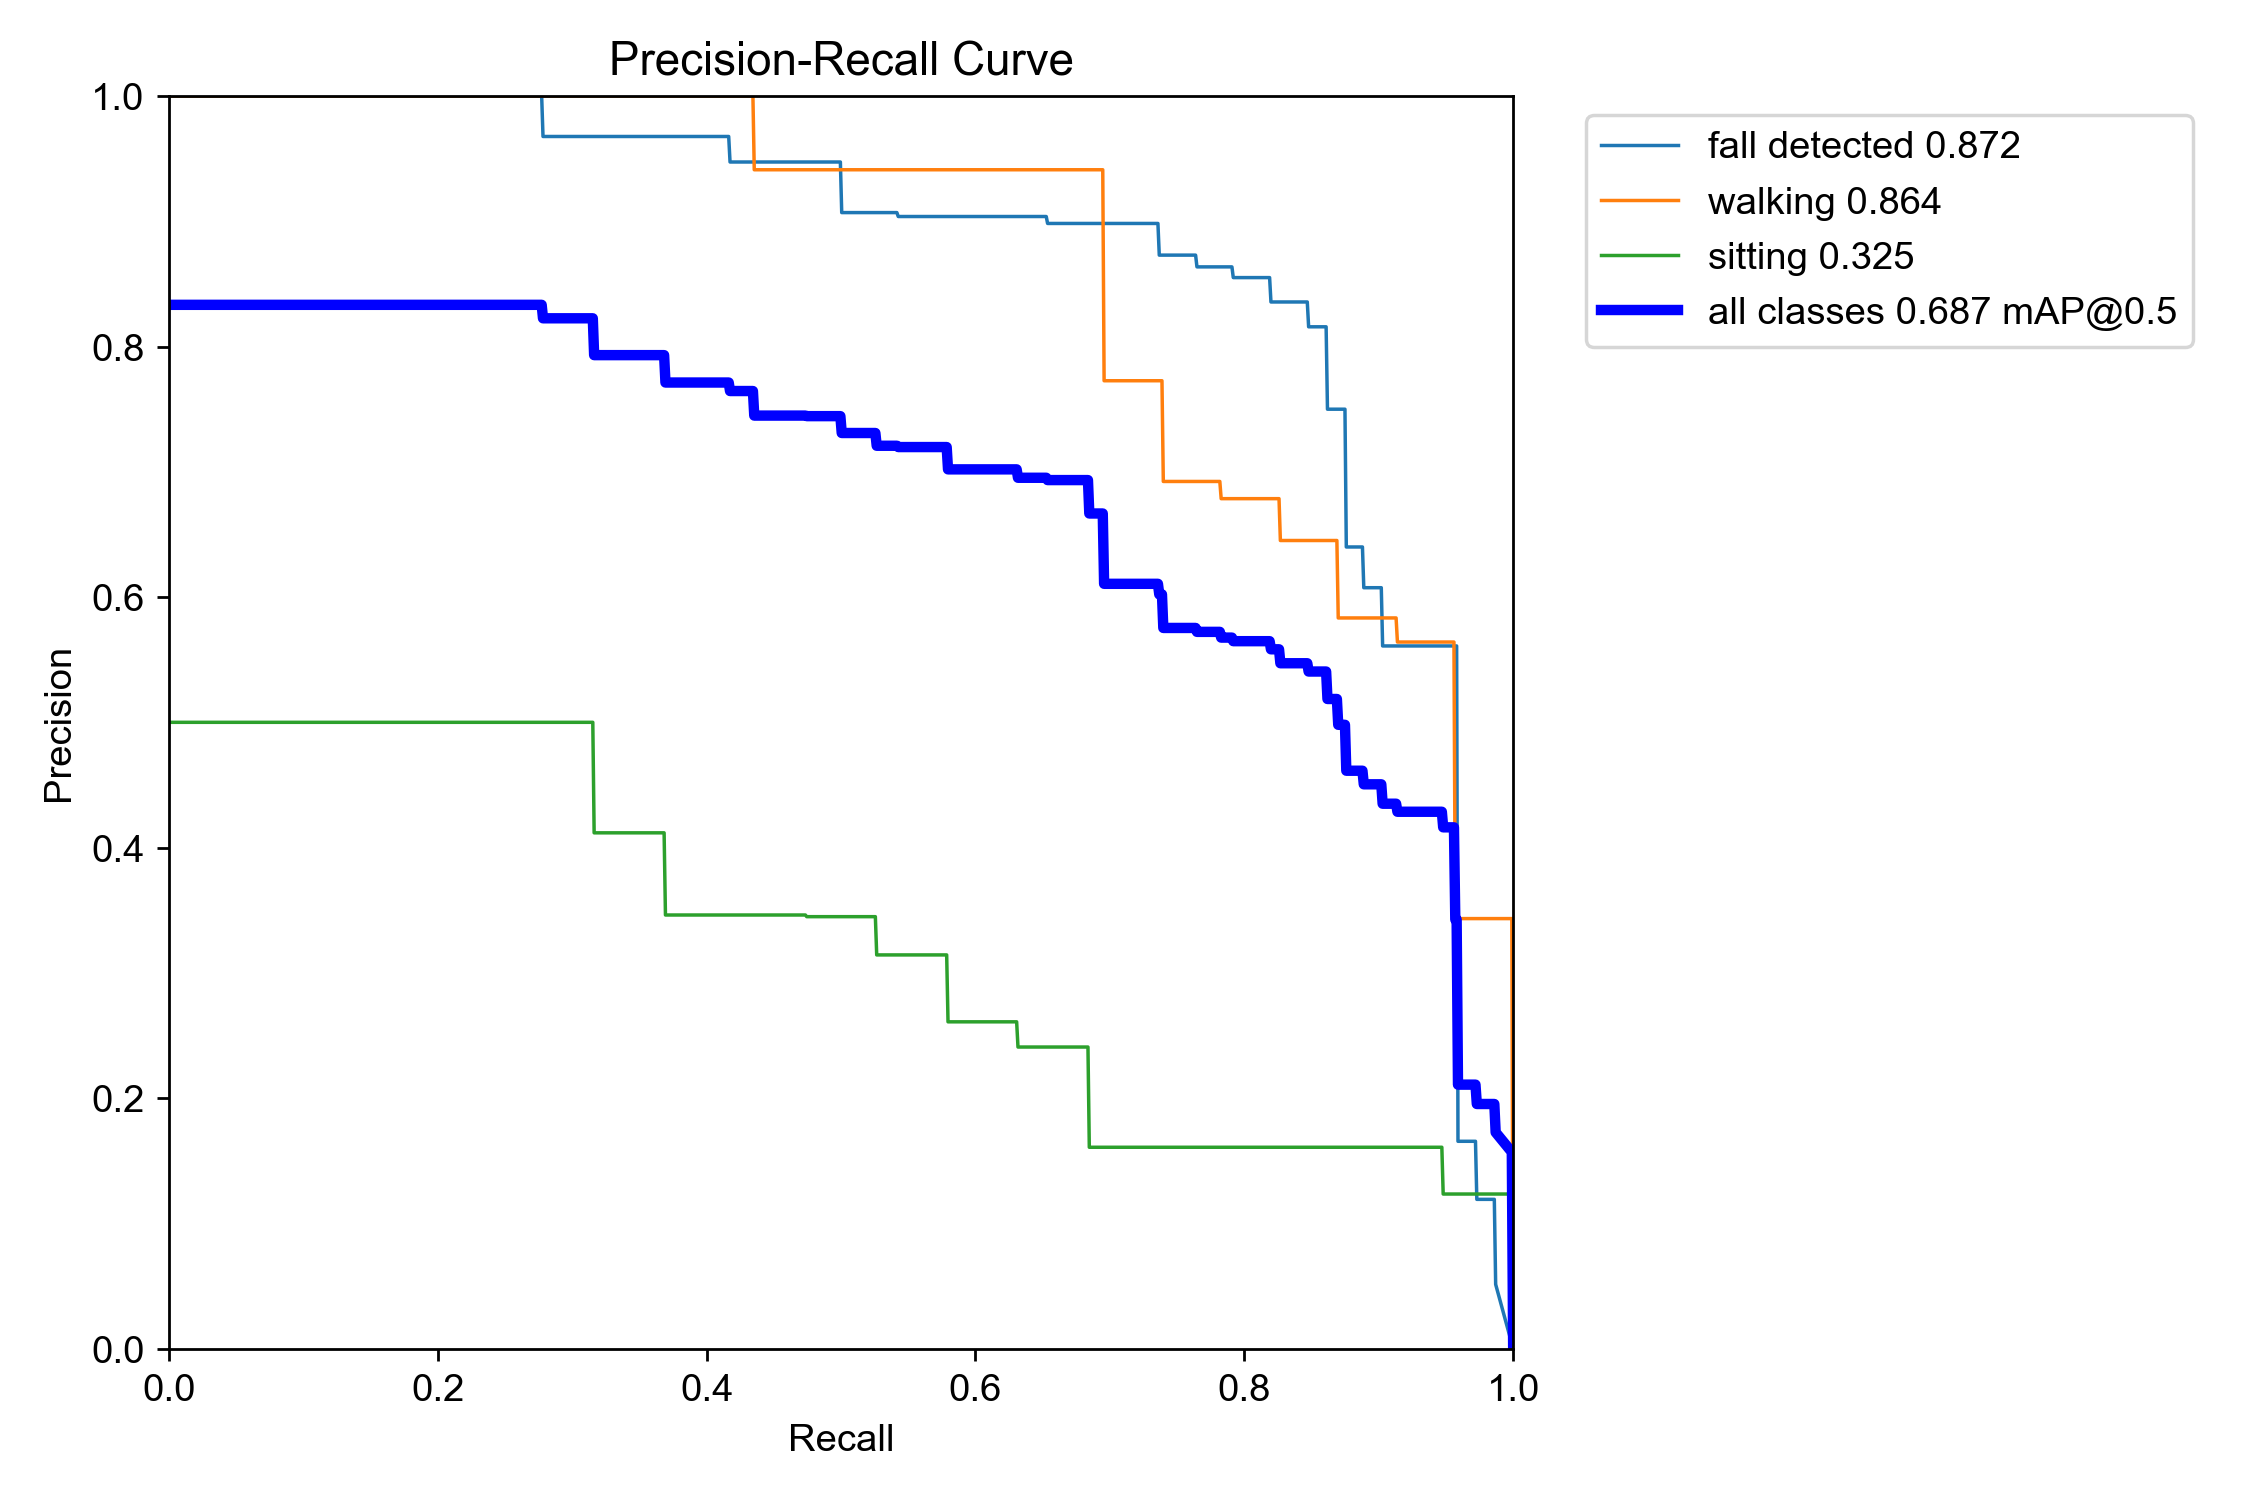 Precision-Recall Curve
1.0
0.8
0.6
0.4
0.2
0.0
Precision
0.0 0.2 0.4 0.6 0.8 1.0
Recall
fall detected 0.872
walking 0.864
sitting 0.325
all classes 0.687 mAP@0.5